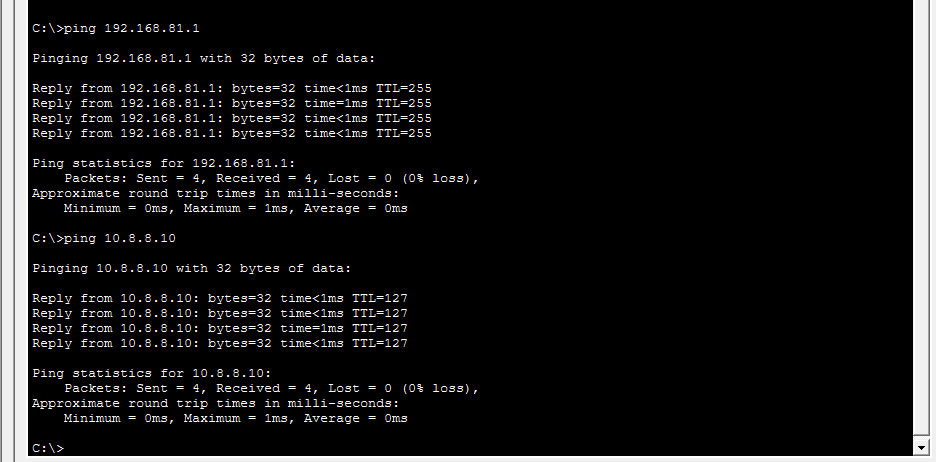 C:\>ping 192.168.81.1
Pinging 192.168.81.1 with 32 bytes of data:
Reply from 192.168.81.1: bytes=32 time<1ms TTL=255
Reply from 192.168.81.1: bytes=32 time=1ms TTL=255
Reply from 192.168.81.1: bytes=32 time<1ms TTL=255
Reply from 192.168.81.1: bytes=32 time<1ms TTL=255
Ping statistics for 192.168.81.1:
Packets: Sent = 4, Received = 4, Lost = 0 (0% loss),
Approximate round trip times in milli-seconds:
Minimum = 0ms, Maximum = 1ms, Average = 0ms
C:\>ping 10.8.8.10
Pinging 10.8.8.10 with 32 bytes of data:
Reply from 10.8.8.10: bytes=32 time<1ms TTL=127
Reply from 10.8.8.10: bytes=32 time<1ms TTL=127
Reply from 10.8.8.10: bytes=32 time=1ms TTL=127
Reply from 10.8.8.10: bytes=32 time<1ms TTL=127
Ping statistics for 10.8.8.10:
Packets: Sent = 4, Received = 4, Lost = 0 (0% loss),
Approximate round trip times in milli-seconds:
Minimum = 0ms, Maximum = 1ms, Average = 0ms
C:\>